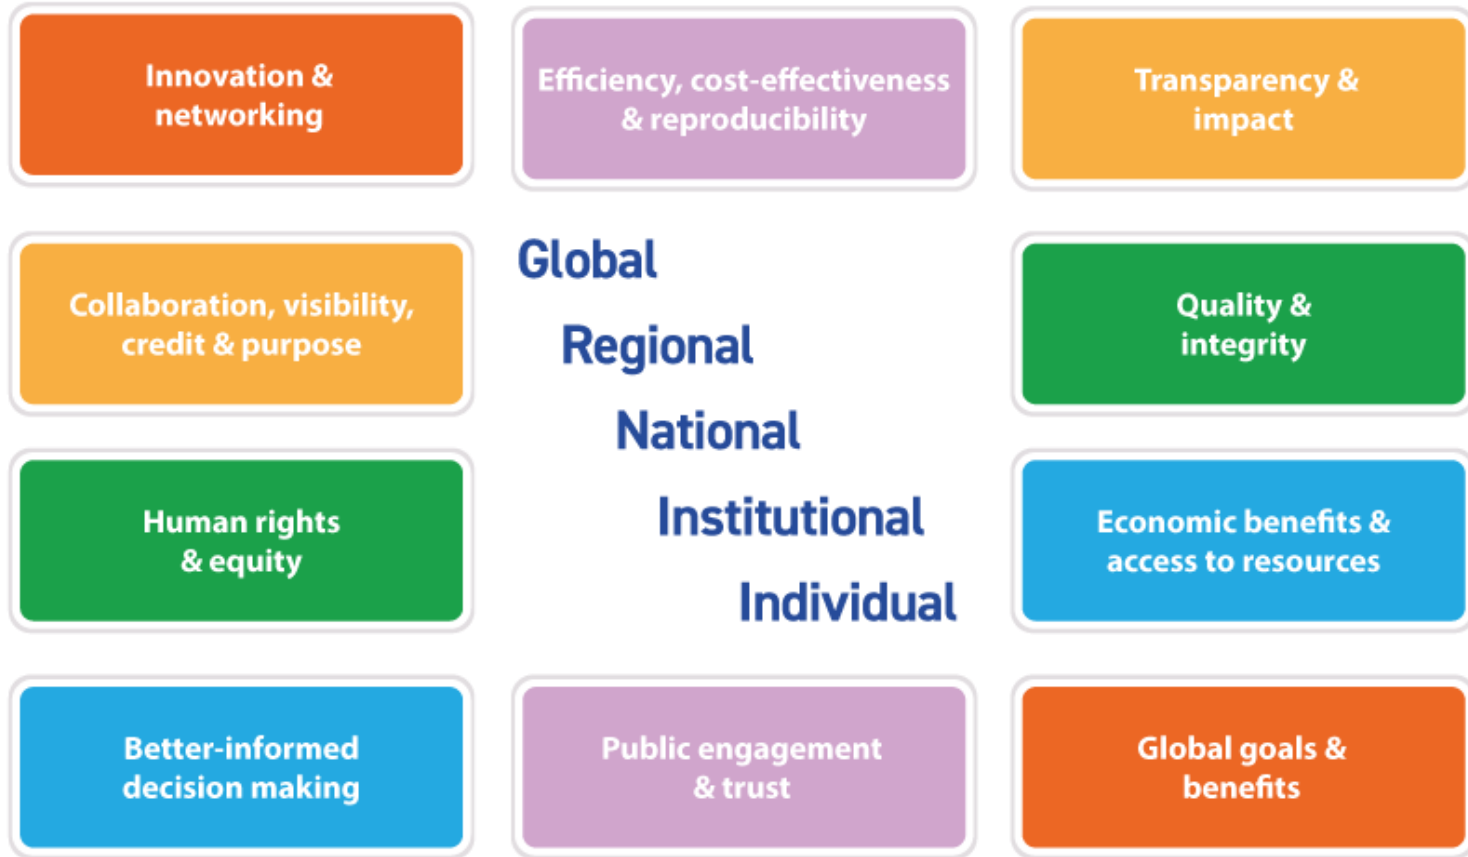 Innovation &
networking
Efficiency, cost-effectiveness
& reproducibility
Transparency &
impact
Collaboration, visibility,
credit & purpose
Global
Regional
National
Institutional
Individual
Quality &
integrity
Human rights
& equity
Economic benefits &
access to resources
Better-informed
decision making
Public engagement
& trust
Global goals &
benefits